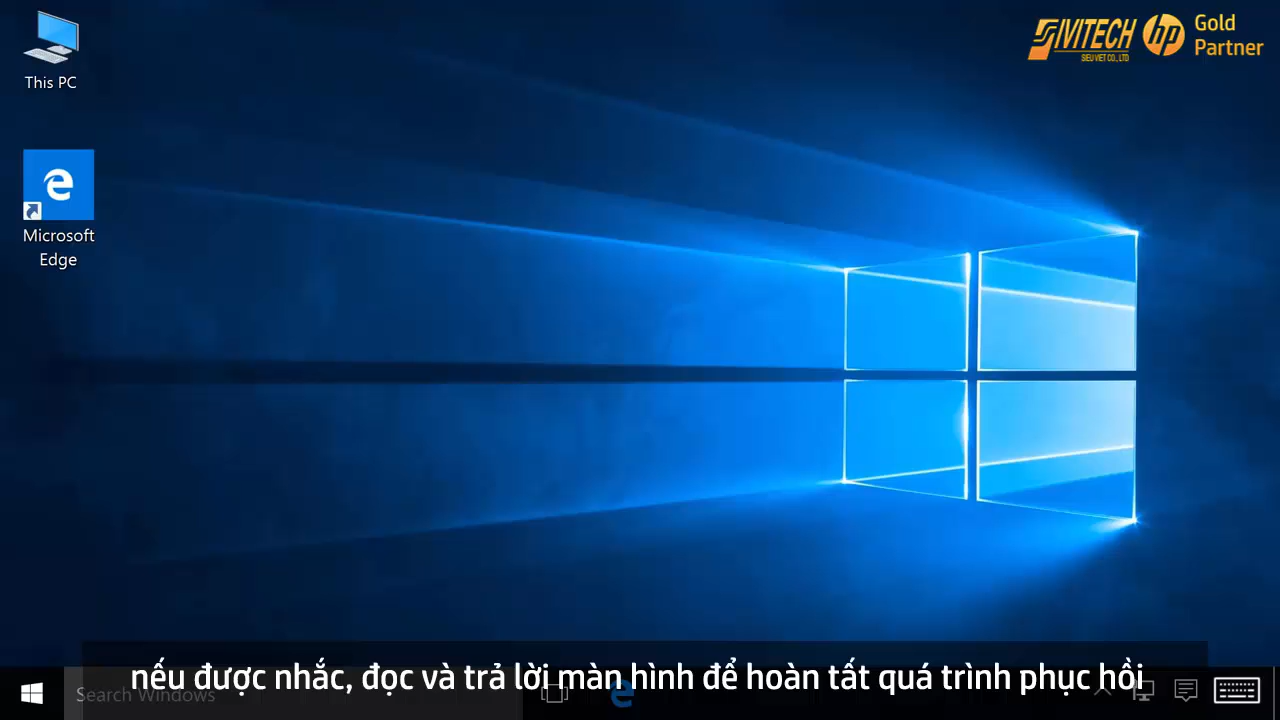 This PC
SIVITECH
SIEU VIET CO., LTD
hp
Gold
Partner
Microsoft
Edge
nếu được nhắc, đọc và trả lời màn hình để hoàn tất quá trình phục hồi
Search Windows